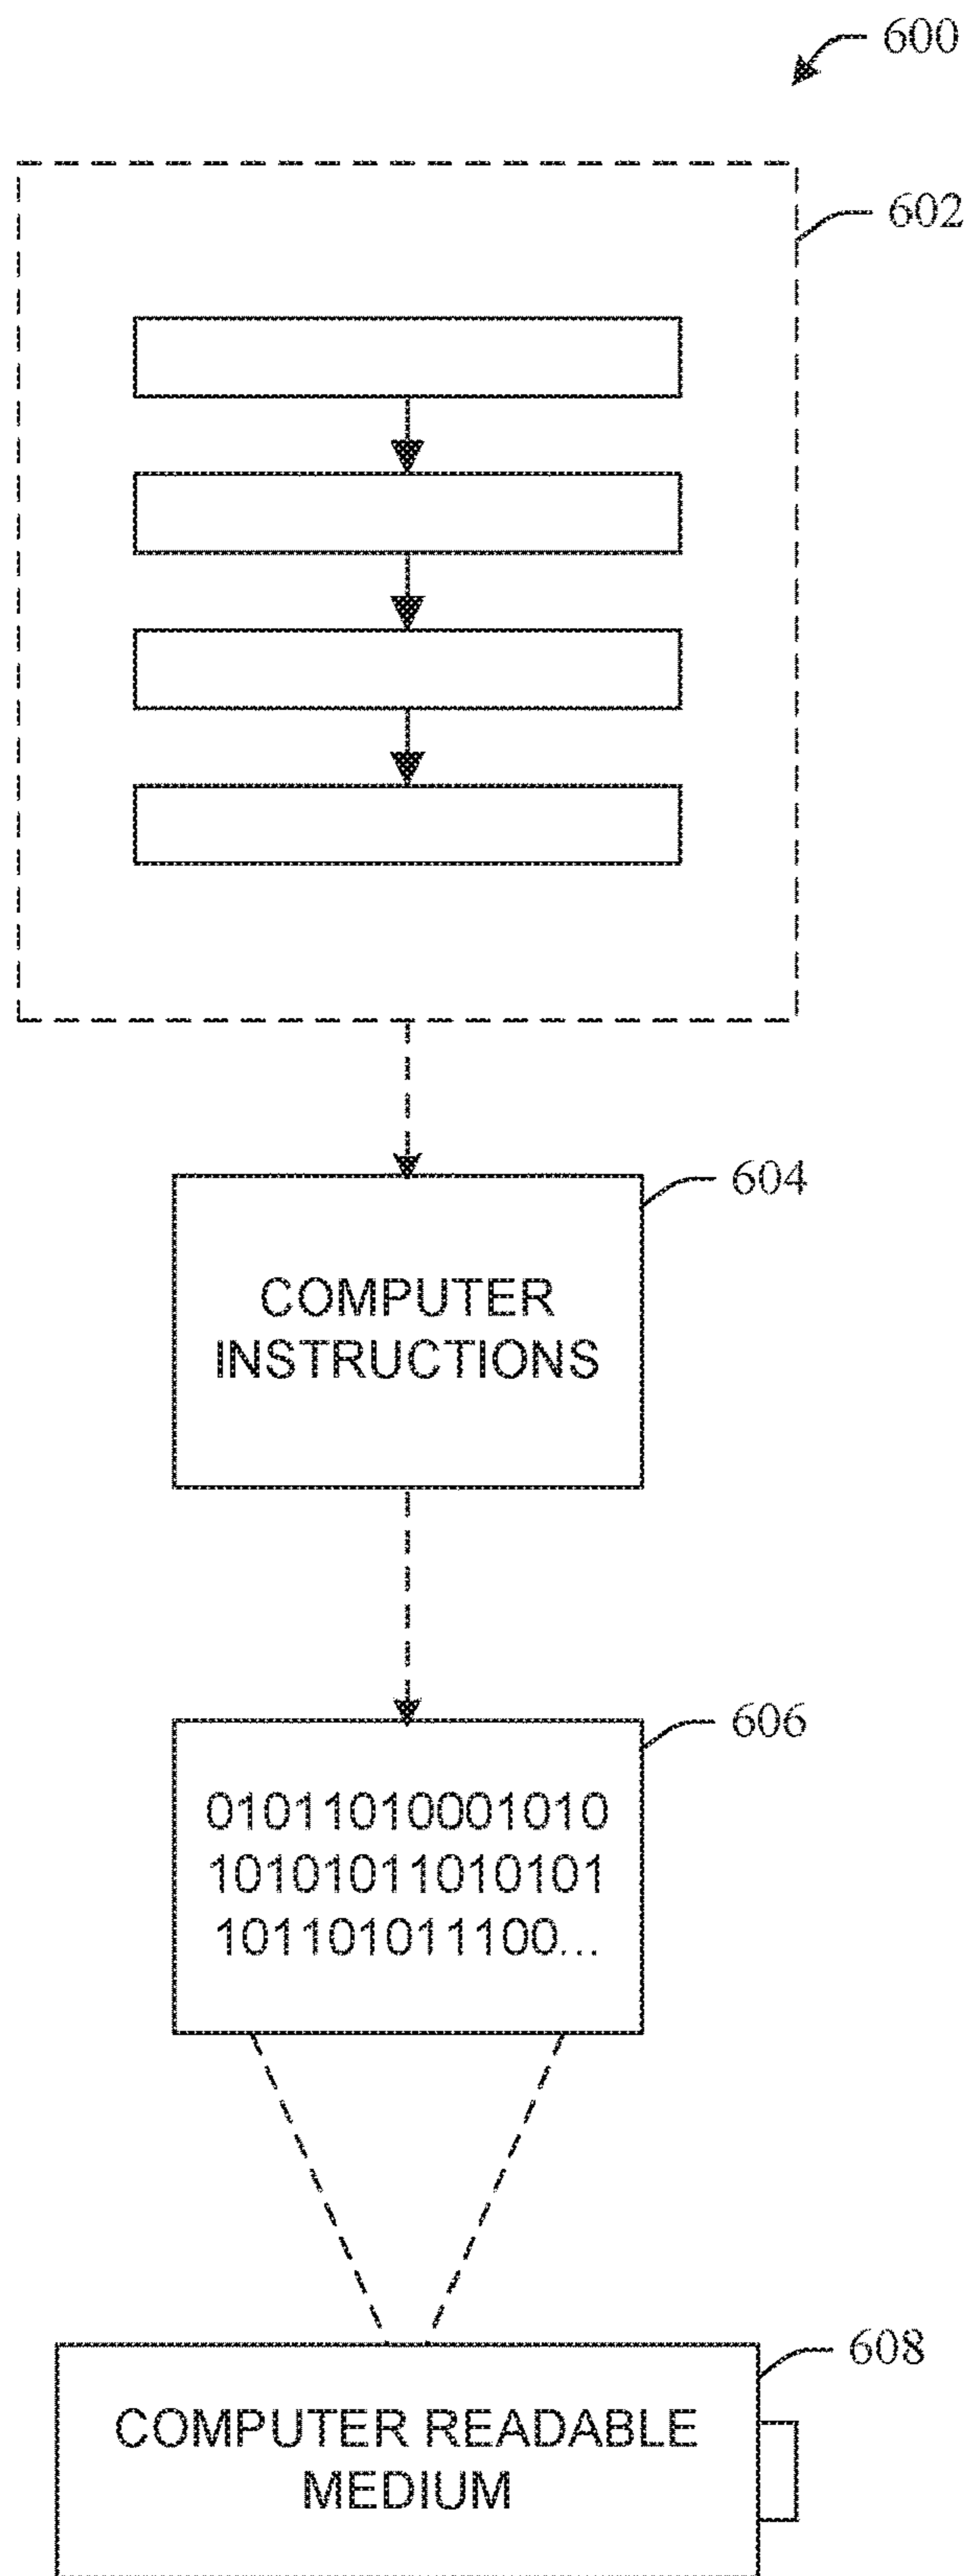 600
602
604
COMPUTER
INSTRUCTIONS
606
01011010001010
10101011010101
101101011100...
608
COMPUTER READABLE
MEDIUM